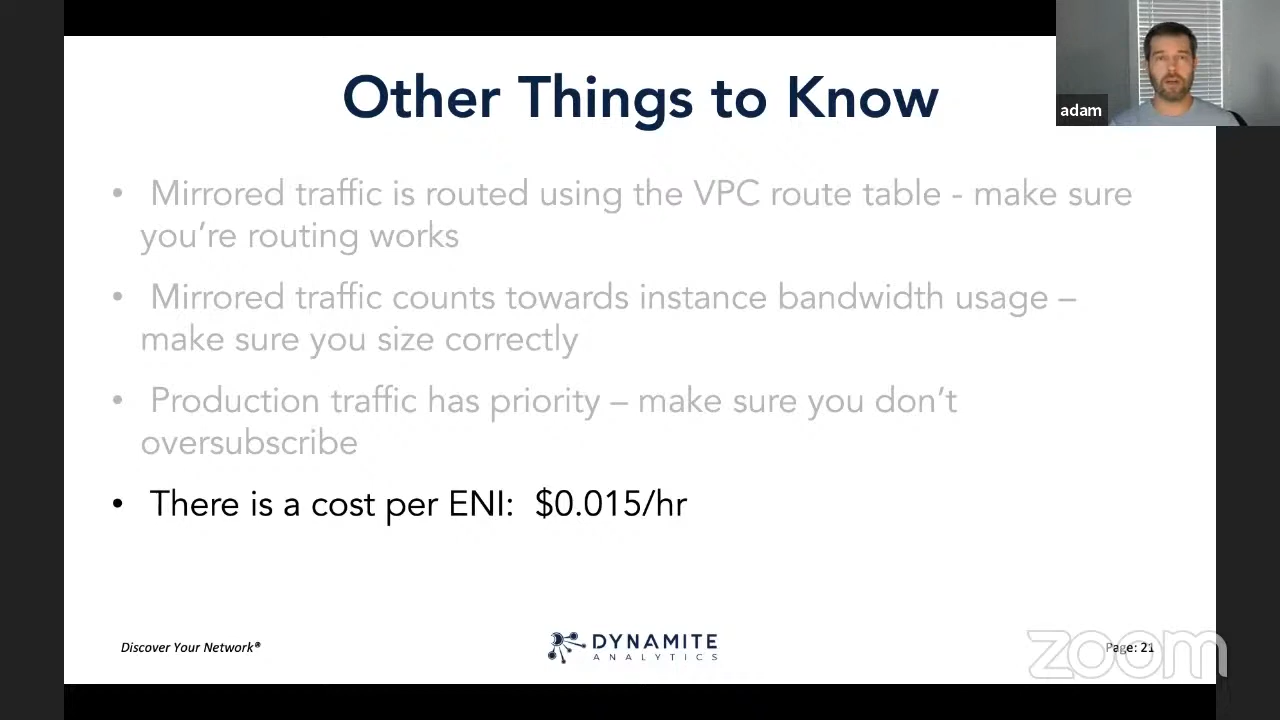 Other Things to Know
adam
• Mirrored traffic is routed using the VPC route table - make sure
you’re routing works
• Mirrored traffic counts towards instance bandwidth usage –
make sure you size correctly
• Production traffic has priority – make sure you don’t
oversubscribe
• There is a cost per ENI: $0.015/hr
Discover Your Network®
DYNAMITE
ANALYTICS
Page: 21
zoom